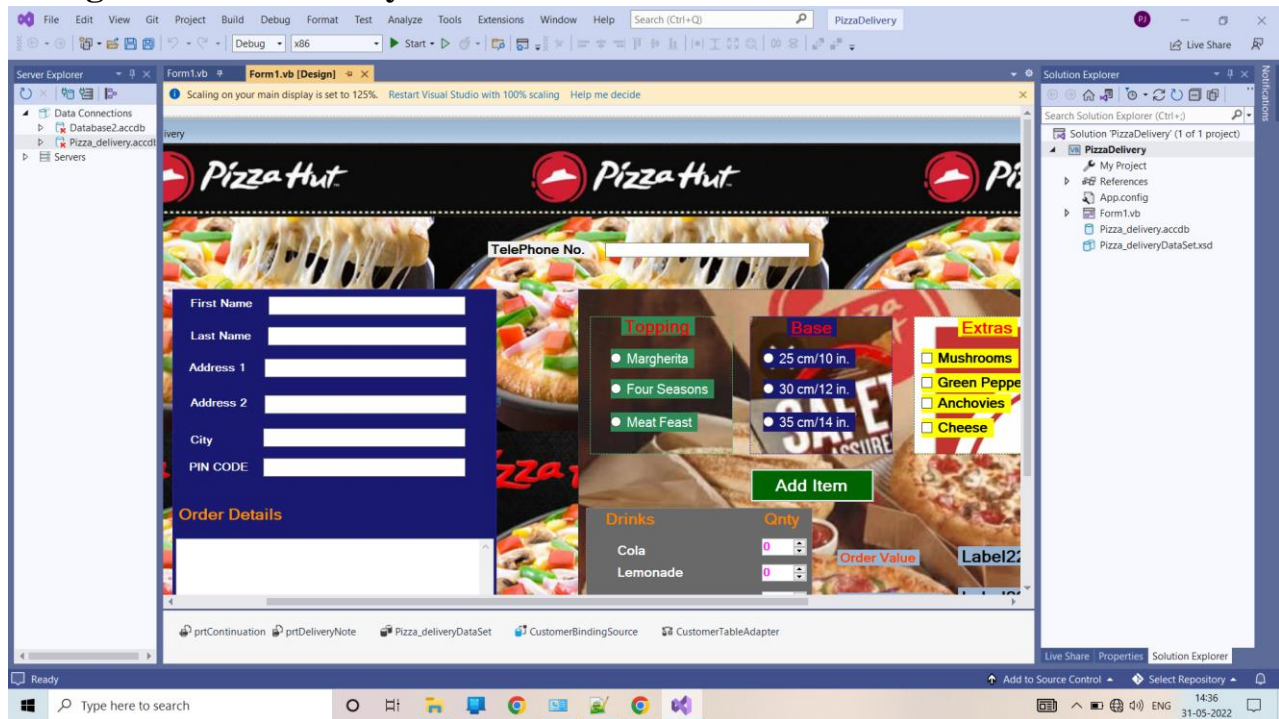 File Edit View Git Project Build Debug Format Test Analyze Tools Extensions Window Help Search (Ctrl+Q) PizzaDelivery PJ
Debug x86 Start Live Share
Server Explorer
Data Connections
Database2.accdb
Pizza_delivery.accdb
Servers
Form1.vb Form1.vb [Design]
Scaling on your main display is set to 125%. Restart Visual Studio with 100% scaling Help me decide
ivery
Pizza Hut Pizza Hut Pi
TelePhone No.
First Name
Last Name
Address 1
Address 2
City
PIN CODE
Order Details
Topping
Margherita
Four Seasons
Meat Feast
Base
25 cm/10 in.
30 cm/12 in.
35 cm/14 in.
Extras
Mushrooms
Green Peppe
Anchovies
Cheese
Add Item
Drinks Qnty
Cola 0
Lemonade 0
Order Value Label22
prtContinuation prtDeliveryNote Pizza_deliveryDataSet CustomerBindingSource CustomerTableAdapter
Solution Explorer
Search Solution Explorer (Ctrl+;)
Solution 'PizzaDelivery' (1 of 1 project)
PizzaDelivery
My Project
References
App.config
Form1.vb
Pizza_delivery.accdb
Pizza_deliveryDataSet.xsd
Live Share Properties Solution Explorer
Notifications
Ready Add to Source Control Select Repository
Type here to search ENG 14:36
31-05-2022